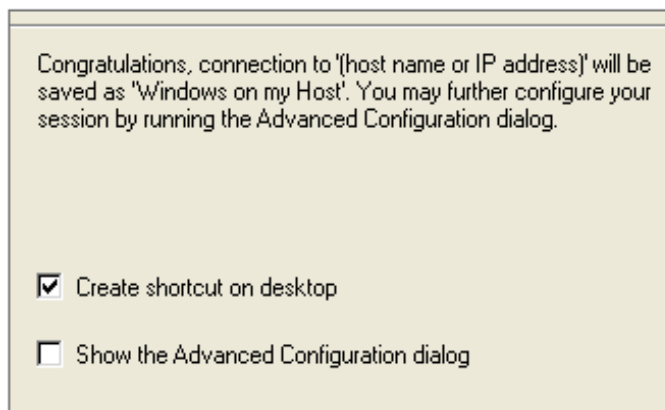 Congratulations, connection to '(host name or IP address)' will be
saved as 'Windows on my Host'. You may further configure your
session by running the Advanced Configuration dialog.
Create shortcut on desktop
Show the Advanced Configuration dialog